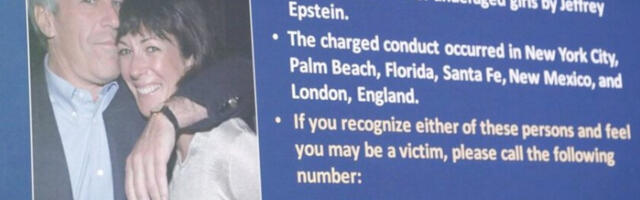 underaged girls by Jeffrey
Epstein.
• The charged conduct occurred in New York City,
Palm Beach, Florida, Santa Fe, New Mexico, and
London, England.
• If you recognize either of these persons and feel
you may be a victim, please call the following
number: